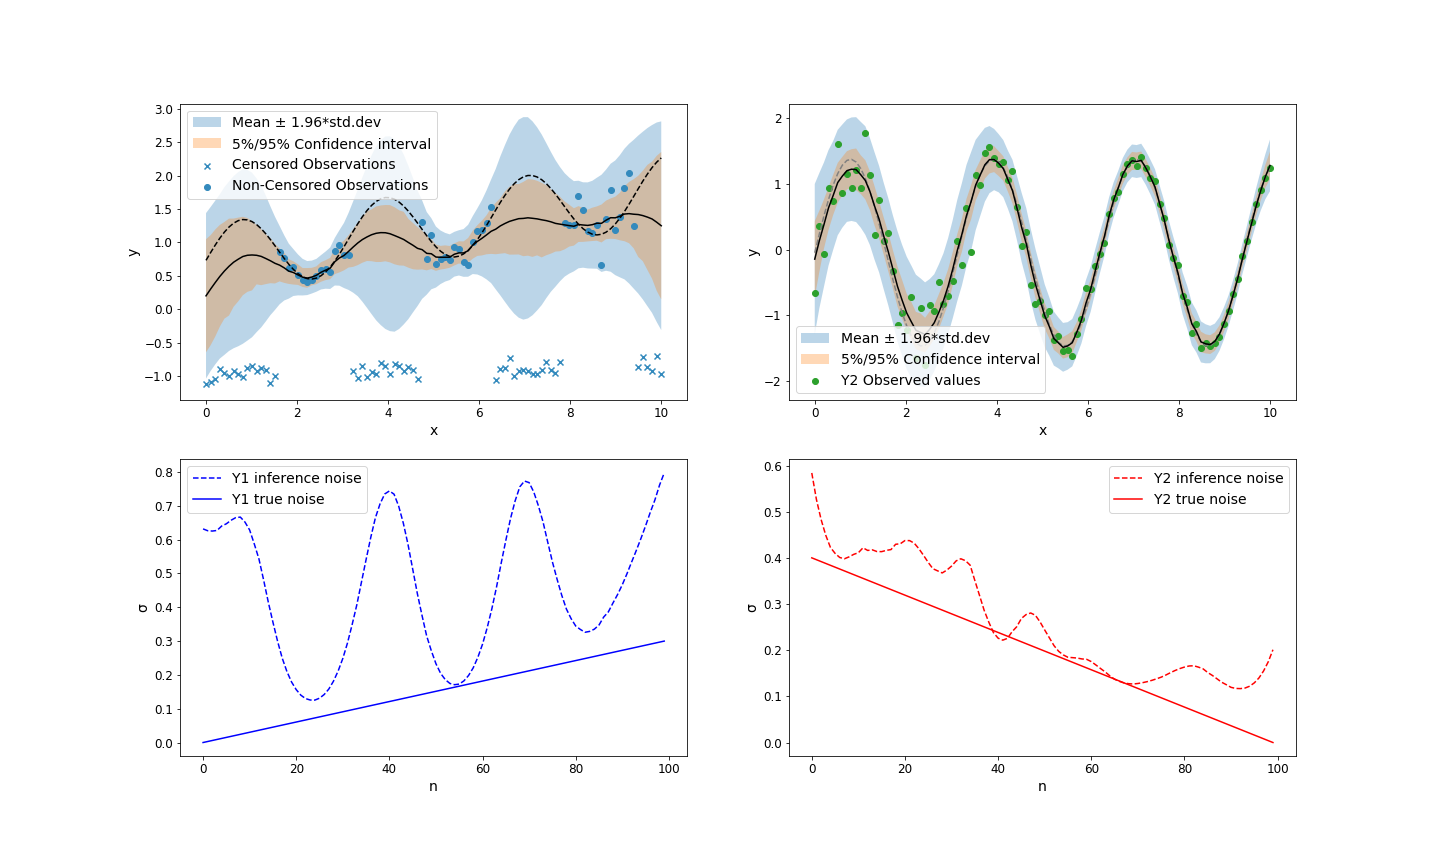 3.0
2.5
2.0
1.5
1.0
0.5
0.0
−0.5
−1.0
y
Mean ± 1.96*std.dev
5%/95% Confidence interval
Censored Observations
Non-Censored Observations
0 2 4 6 8 10
x
2
1
0
−1
−2
y
Mean ± 1.96*std.dev
5%/95% Confidence interval
Y2 Observed values
0 2 4 6 8 10
x
0.8
0.7
0.6
0.5
0.4
0.3
0.2
0.1
0.0
σ
Y1 inference noise
Y1 true noise
0 20 40 60 80 100
n
0.6
0.5
0.4
0.3
0.2
0.1
0.0
σ
Y2 inference noise
Y2 true noise
0 20 40 60 80 100
n